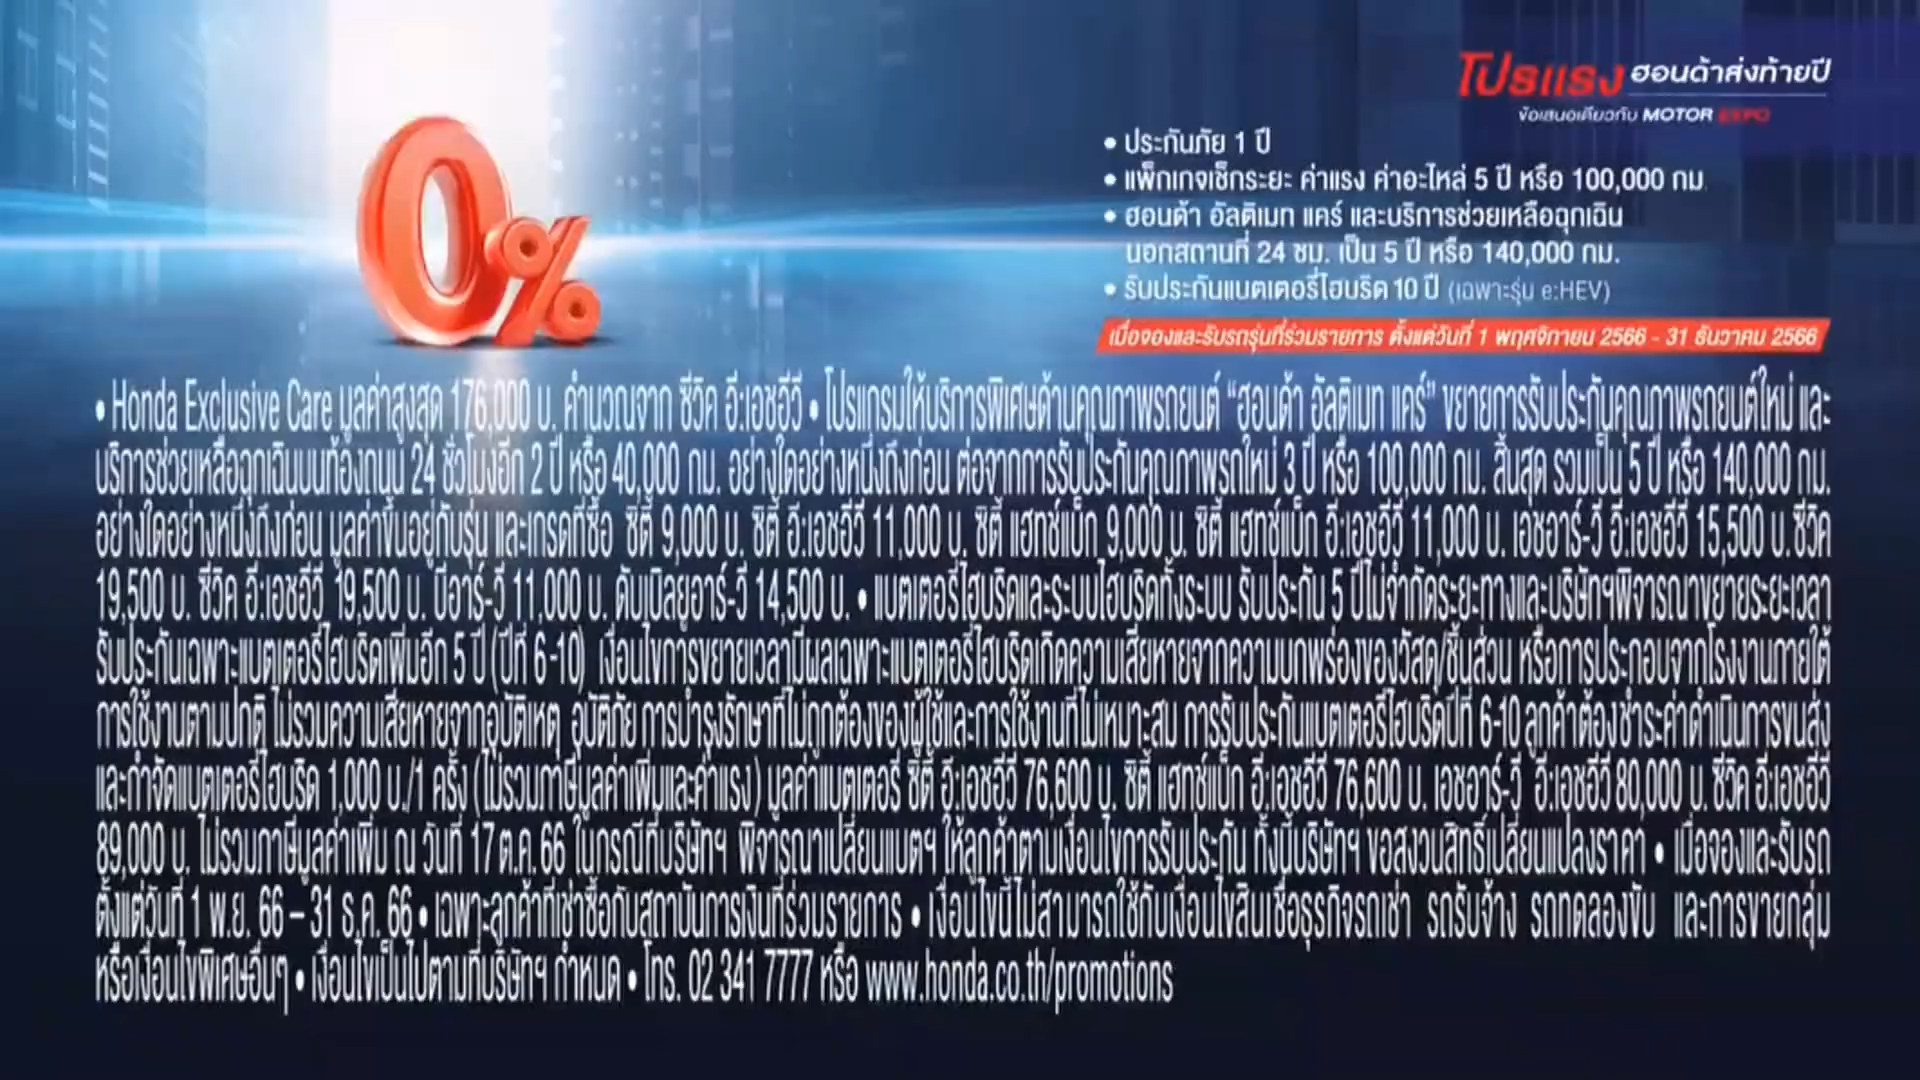 โปรแรง ฮอนด้าส่งท้ายปี
ข้อเสนอเดียวกับ MOTOR EXPO
0%
• ประกันภัย 1 ปี
• แพ็กเกจเช็กระยะ ค่าแรง ค่าอะไหล่ 5 ปี หรือ 100,000 กม.
• ฮอนด้า อัลติเมท แคร์ และบริการช่วยเหลือฉุกเฉิน
นอกสถานที่ 24 ชม. เป็น 5 ปี หรือ 140,000 กม.
• รับประกันแบตเตอรี่ไฮบริด 10 ปี (เฉพาะรุ่น e:HEV)
เมื่อจองและรับรถรุ่นที่ร่วมรายการ ตั้งแต่วันที่ 1 พฤศจิกายน 2566 - 31 ธันวาคม 2566
• Honda Exclusive Care มูลค่าสูงสุด 176,000 บ. คำนวณจาก ซีวิค อี:เอชอีวี • โปรแกรมให้บริการพิเศษด้านคุณภาพรถยนต์ “ฮอนด้า อัลติเมท แคร์” ขยายการรับประกันคุณภาพรถยนต์ใหม่ และ
บริการช่วยเหลือฉุกเฉินบนท้องถนน 24 ชั่วโมงอีก 2 ปี หรือ 40,000 กม. อย่างใดอย่างหนึ่งถึงก่อน ต่อจากการรับประกันคุณภาพรถใหม่ 3 ปี หรือ 100,000 กม. สิ้นสุด รวมเป็น 5 ปี หรือ 140,000 กม.
อย่างใดอย่างหนึ่งถึงก่อน มูลค่าขึ้นอยู่กับรุ่น และเกรดที่ซื้อ ซิตี้ 9,000 บ. ซิตี้ อี:เอชอีวี 11,000 บ. ซิตี้ แฮทช์แบ็ก 9,000 บ. ซิตี้ แฮทช์แบ็ก อี:เอชอีวี 11,000 บ. เอชอาร์-วี อี:เอชอีวี 15,500 บ. ซีวิค
19,500 บ. ซีวิค อี:เอชอีวี 19,500 บ. บีอาร์-วี 11,000 บ. ดับเบิลยูอาร์-วี 14,500 บ. • แบตเตอรี่ไฮบริดและระบบไฮบริดทั้งระบบ รับประกัน 5 ปีไม่จำกัดระยะทางและบริษัทฯพิจารณาขยายระยะเวลา
รับประกันเฉพาะแบตเตอรี่ไฮบริดเพิ่มอีก 5 ปี (ปีที่ 6-10) เงื่อนไขการขยายเวลามีผลเฉพาะแบตเตอรี่ไฮบริดเกิดความเสียหายจากความบกพร่องของวัสดุ/ชิ้นส่วน หรือการประกอบจากโรงงานภายใต้
การใช้งานตามปกติ ไม่รวมความเสียหายจากอุบัติเหตุ อุบัติภัย การบำรุงรักษาที่ไม่ถูกต้องของผู้ใช้และการใช้งานที่ไม่เหมาะสม การรับประกันแบตเตอรี่ไฮบริดปีที่ 6-10 ลูกค้าต้องชำระค่าดำเนินการขนส่ง
และกำจัดแบตเตอรี่ไฮบริด 1,000 บ./1 ครั้ง (ไม่รวมภาษีมูลค่าเพิ่มและค่าแรง) มูลค่าแบตเตอรี่ ซิตี้ อี:เอชอีวี 76,600 บ. ซิตี้ แฮทช์แบ็ก อี:เอชอีวี 76,600 บ. เอชอาร์-วี อี:เอชอีวี 80,000 บ. ซีวิค อี:เอชอีวี
89,000 บ. ไม่รวมภาษีมูลค่าเพิ่ม ณ วันที่ 17 ต.ค. 66 ในกรณีที่บริษัทฯ พิจารณาเปลี่ยนแบตฯ ให้ลูกค้าตามเงื่อนไขการรับประกัน ทั้งนี้บริษัทฯ ขอสงวนสิทธิ์เปลี่ยนแปลงราคา • เมื่อจองและรับรถ
ตั้งแต่วันที่ 1 พ.ย. 66 – 31 ธ.ค. 66 • เฉพาะลูกค้าที่เช่าซื้อกับสถาบันการเงินที่ร่วมรายการ • เงื่อนไขนี้ไม่สามารถใช้กับเงื่อนไขสินเชื่อธุรกิจรถเช่า รถรับจ้าง รถทดลองขับ และการขายกลุ่ม
หรือเงื่อนไขพิเศษอื่นๆ • เงื่อนไขเป็นไปตามที่บริษัทฯ กำหนด • โทร. 02 341 7777 หรือ www.honda.co.th/promotions